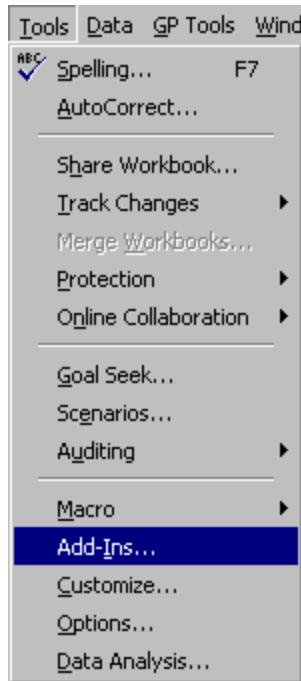 Tools Data GP Tools Wind
ABC Spelling... F7
AutoCorrect...
Share Workbook...
Track Changes
Merge Workbooks...
Protection
Online Collaboration
Goal Seek...
Scenarios...
Auditing
Macro
Add-Ins...
Customize...
Options...
Data Analysis...